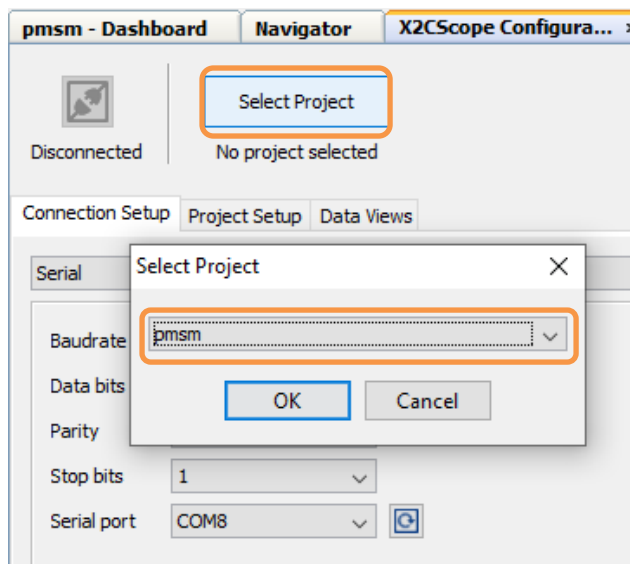 pmsm - Dashboard Navigator X2CScope Configura...
Select Project
Disconnected No project selected
Connection Setup Project Setup Data Views
Serial Select Project
Baudrate pmsm
Data bits OK Cancel
Parity
Stop bits 1
Serial port COM8